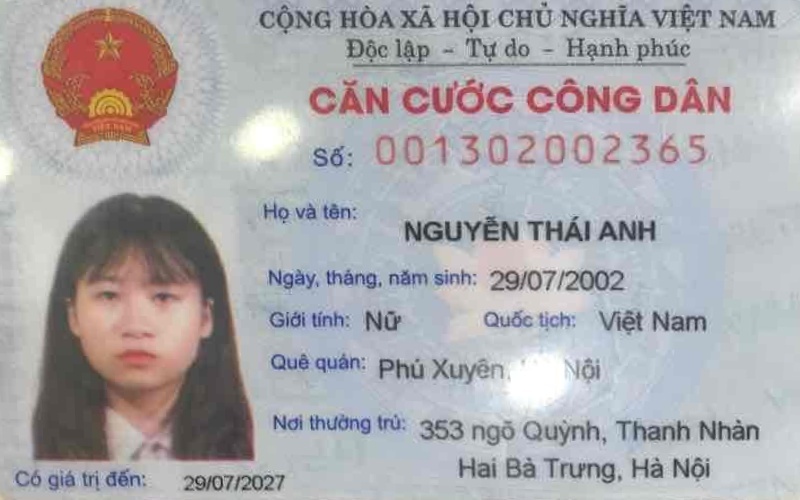 CỘNG HÒA XÃ HỘI CHỦ NGHĨA VIỆT NAM
Độc lập - Tự do - Hạnh phúc
CĂN CƯỚC CÔNG DÂN
Số: 001302002365
Họ và tên:
NGUYỄN THÁI ANH
Ngày, tháng, năm sinh: 29/07/2002
Giới tính: Nữ Quốc tịch: Việt Nam
Quê quán: Phú Xuyên, Nội
Nơi thường trú: 353 ngõ Quỳnh, Thanh Nhàn
Hai Bà Trưng, Hà Nội
Có giá trị đến: 29/07/2027
VIỆT NAM